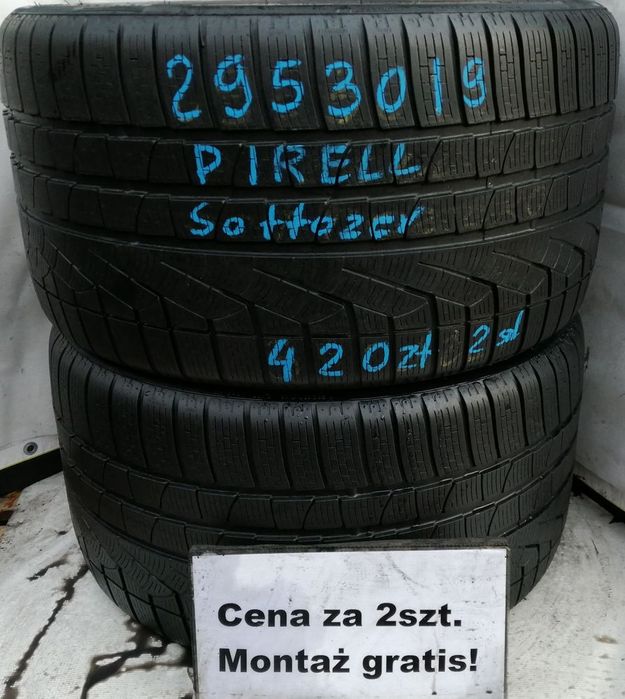 2953019
PIRELL
Sottozer
420zł 2szt
Cena za 2szt.
Montaż gratis!